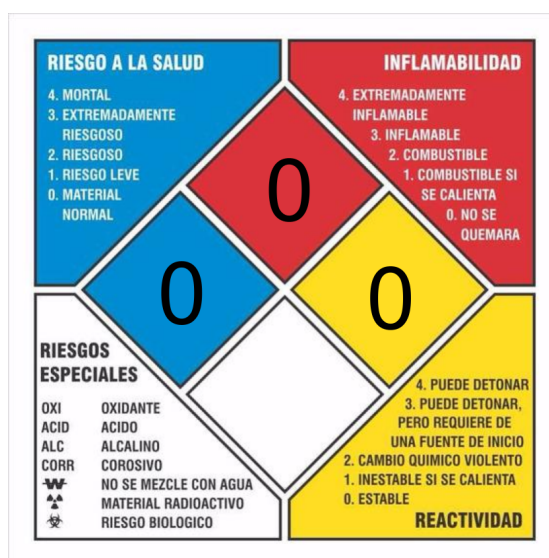 RIESGO A LA SALUD
4. MORTAL
3. EXTREMADAMENTE
RIESGOSO
2. RIESGOSO
1. RIESGO LEVE
0. MATERIAL
NORMAL
INFLAMABILIDAD
4. EXTREMADAMENTE
INFLAMABLE
3. INFLAMABLE
2. COMBUSTIBLE
1. COMBUSTIBLE SI
SE CALIENTA
0. NO SE
QUEMARA
0
0
0
RIESGOS
ESPECIALES
OXI OXIDANTE
ACID ACIDO
ALC ALCALINO
CORR COROSIVO
W NO SE MEZCLE CON AGUA
MATERIAL RADIOACTIVO
RIESGO BIOLOGICO
4. PUEDE DETONAR
3. PUEDE DETONAR,
PERO REQUIERE DE
UNA FUENTE DE INICIO
2. CAMBIO QUIMICO VIOLENTO
1. INESTABLE SI SE CALIENTA
0. ESTABLE
REACTIVIDAD